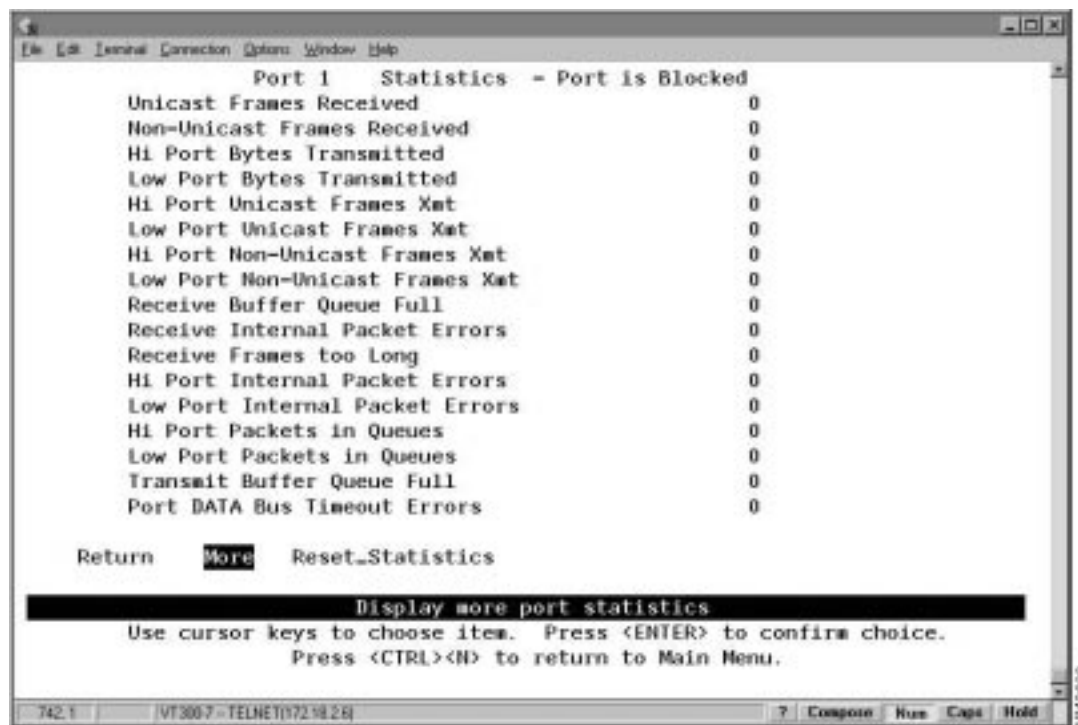 File Edit Terminal Connection Options Window Help
Port 1 Statistics - Port is Blocked
Unicast Frames Received 0
Non-Unicast Frames Received 0
Hi Port Bytes Transmitted 0
Low Port Bytes Transmitted 0
Hi Port Unicast Frames Xmt 0
Low Port Unicast Frames Xmt 0
Hi Port Non-Unicast Frames Xmt 0
Low Port Non-Unicast Frames Xmt 0
Receive Buffer Queue Full 0
Receive Internal Packet Errors 0
Receive Frames too Long 0
Hi Port Internal Packet Errors 0
Low Port Internal Packet Errors 0
Hi Port Packets in Queues 0
Low Port Packets in Queues 0
Transmit Buffer Queue Full 0
Port DATA Bus Timeout Errors 0
Return More Reset_Statistics
Display more port statistics
Use cursor keys to choose item. Press <ENTER> to confirm choice.
Press <CTRL><N> to return to Main Menu.
742,1 VT300-7 - TELNET(172.18.2.6) ? Compose Num Caps Hold